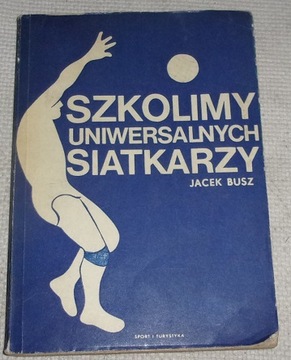 SZKOLIMY
UNIWERSALNYCH
SIATKARZY
JACEK BUSZ
SPORT I TURYSTYKA